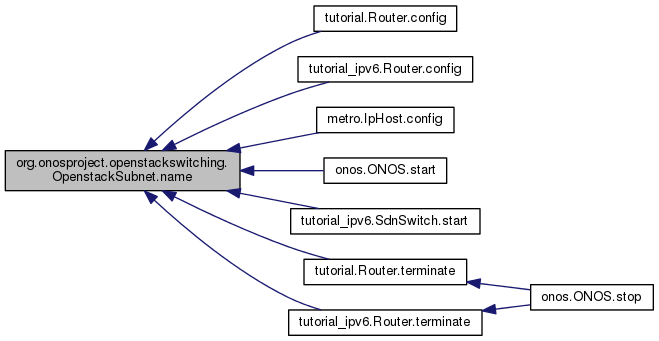 tutorial.Router.config
tutorial_ipv6.Router.config
metro.IpHost.config
org.onosproject.openstackswitching.
OpenstackSubnet.name
onos.ONOS.start
tutorial_ipv6.SdnSwitch.start
tutorial.Router.terminate
onos.ONOS.stop
tutorial_ipv6.Router.terminate